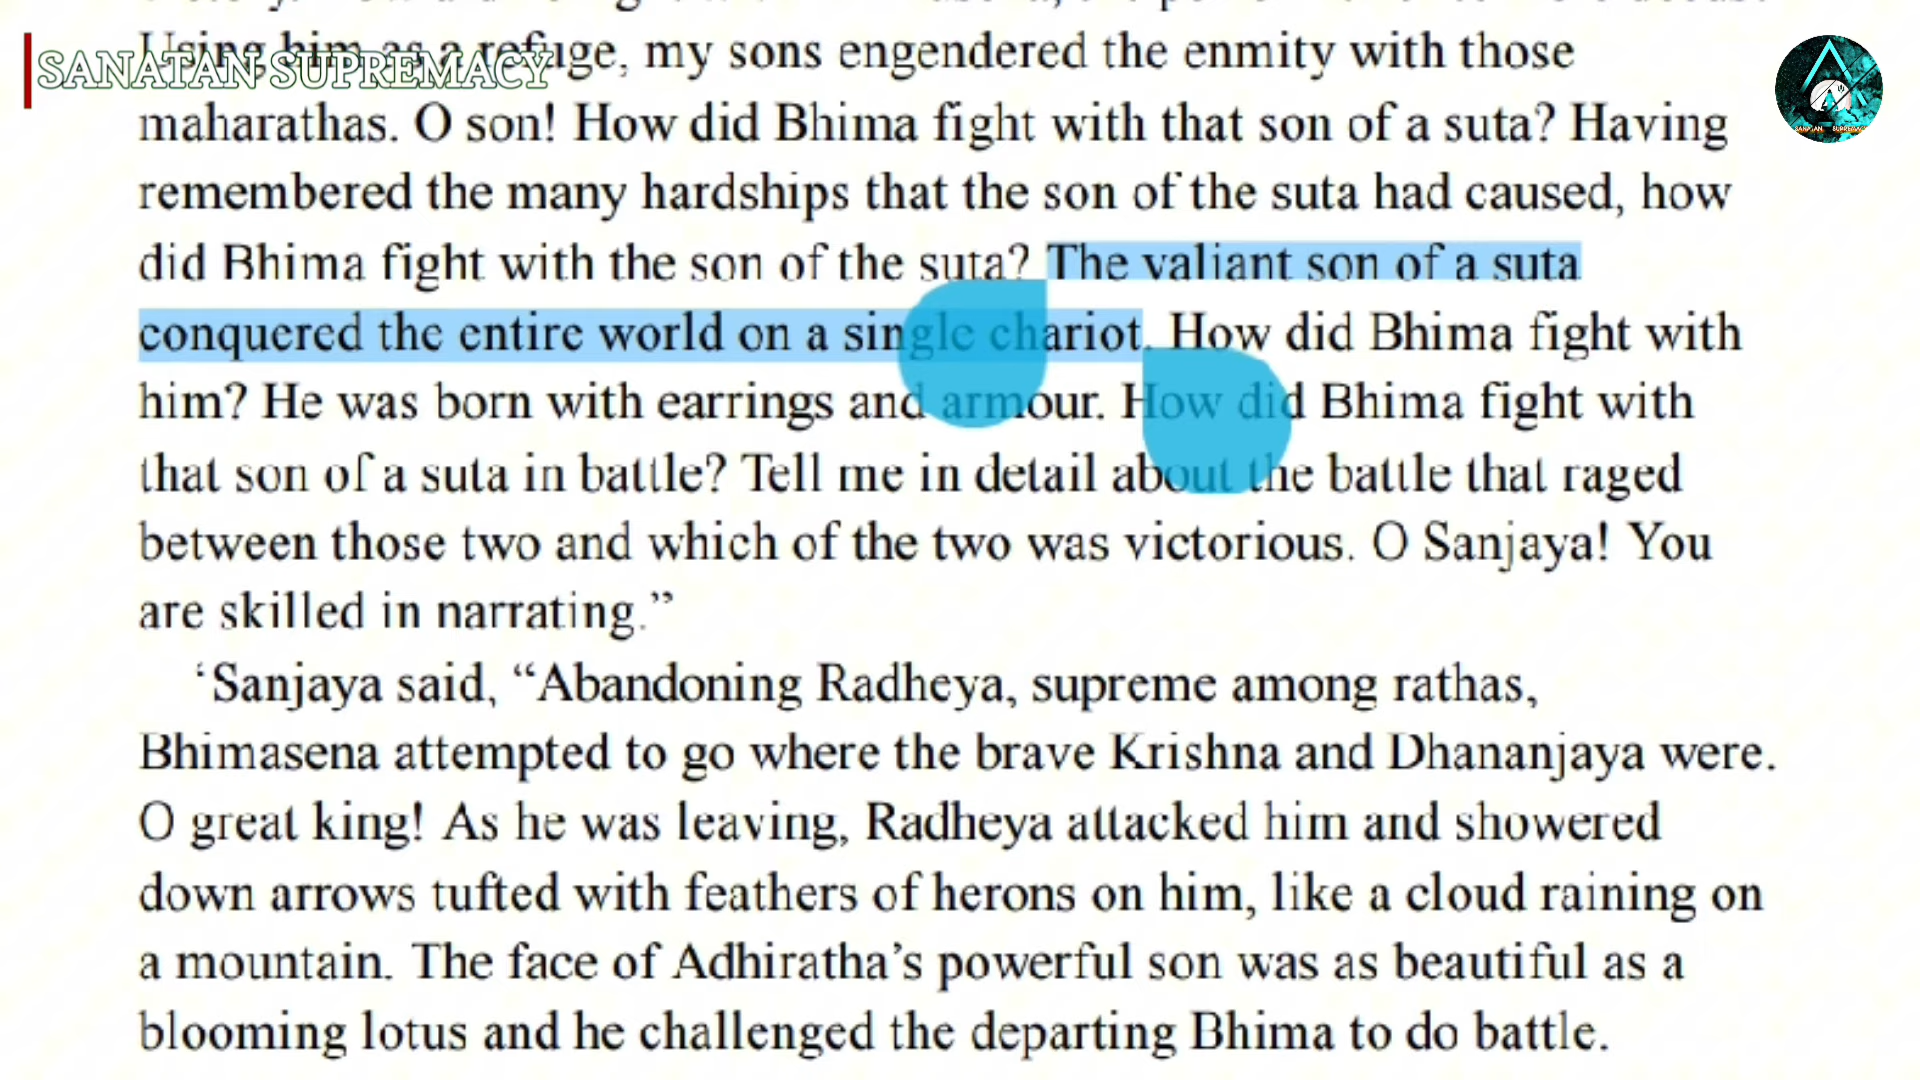 SANATAN SUPREMACY
Using him as a refuge, my sons engendered the enmity with those
maharathas. O son! How did Bhima fight with that son of a suta? Having
remembered the many hardships that the son of the suta had caused, how
did Bhima fight with the son of the suta? The valiant son of a suta
conquered the entire world on a single chariot. How did Bhima fight with
him? He was born with earrings and armour. How did Bhima fight with
that son of a suta in battle? Tell me in detail about the battle that raged
between those two and which of the two was victorious. O Sanjaya! You
are skilled in narrating.”
‘Sanjaya said, “Abandoning Radheya, supreme among rathas,
Bhimasena attempted to go where the brave Krishna and Dhananjaya were.
O great king! As he was leaving, Radheya attacked him and showered
down arrows tufted with feathers of herons on him, like a cloud raining on
a mountain. The face of Adhiratha’s powerful son was as beautiful as a
blooming lotus and he challenged the departing Bhima to do battle.